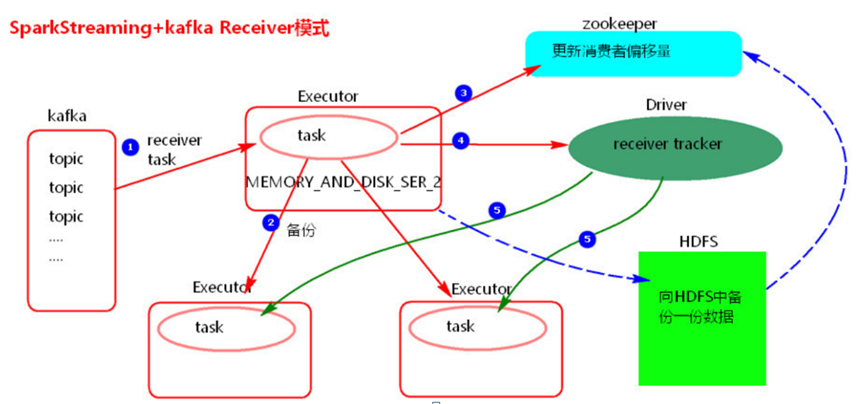 SparkStreaming+kafka Receiver模式
zookeeper
更新消费者偏移量
3
Executor
Driver
kafka
1
receiver
task
task
4
receiver tracker
topic
topic
topic
....
....
MEMORY_AND_DISK_SER_2
2
备份
5
5
HDFS
向HDFS中备
份一份数据
Executor
task
Executor
task